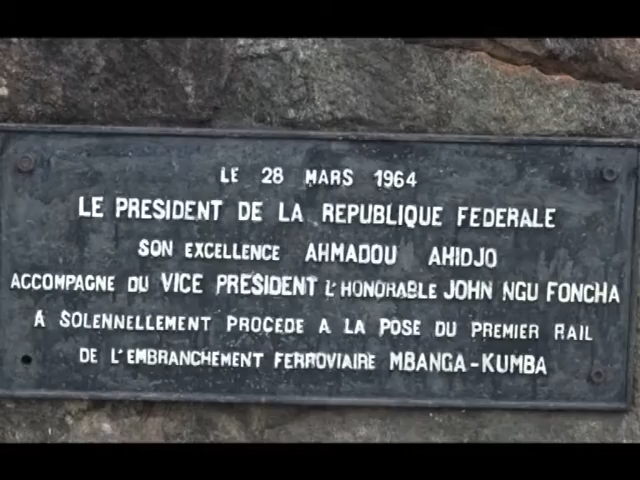 LE 28 MARS 1964
LE PRESIDENT DE LA REPUBLIQUE FEDERALE
SON EXCELLENCE AHMADOU AHIDJO
ACCOMPAGNE DU VICE PRESIDENT L'HONORABLE JOHN NGU FONCHA
A SOLENNELLEMENT PROCEDE A LA POSE DU PREMIER RAIL
DE L'EMBRANCHEMENT FERROVIAIRE MBANGA-KUMBA